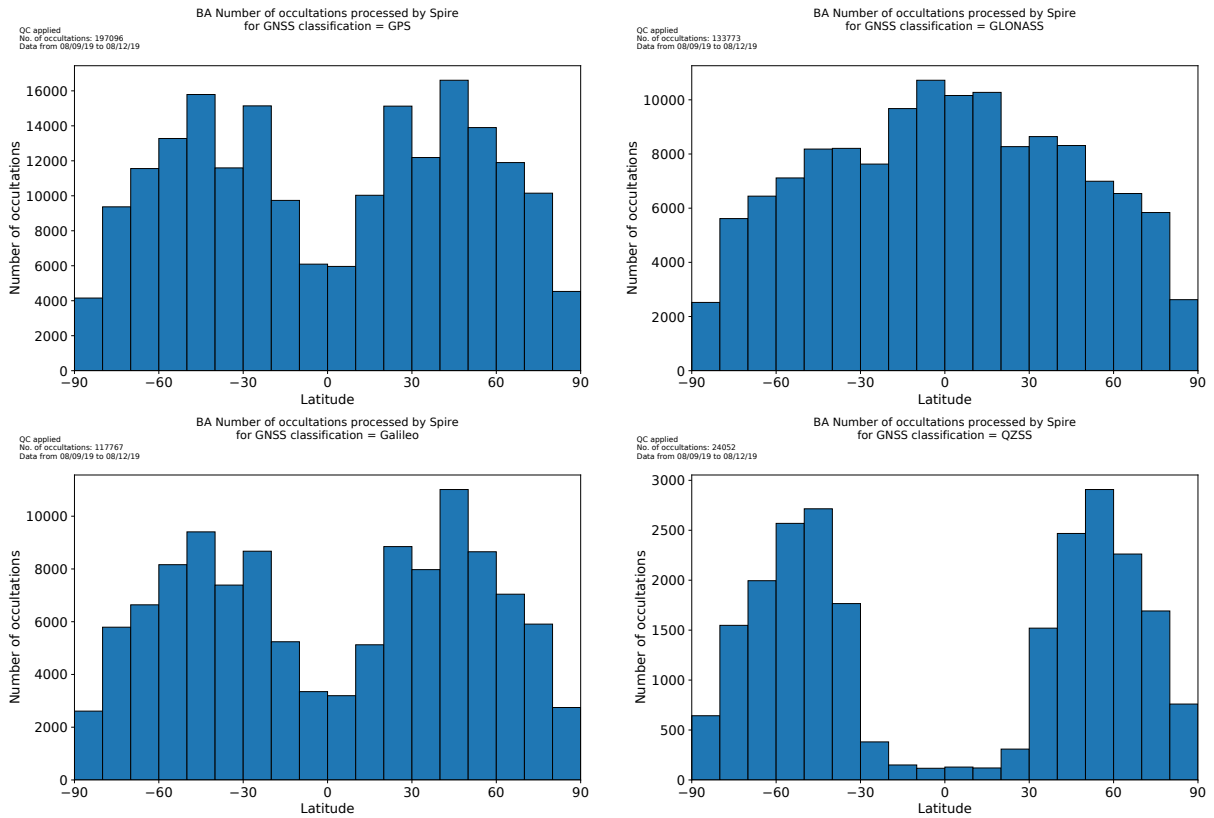 BA Number of occultations processed by Spire
for GNSS classification = GPS
QC applied
No. of occultations: 197096
Data from 08/09/19 to 08/12/19
Number of occultations
16000
14000
12000
10000
8000
6000
4000
2000
0
−90
−60
−30
0
30
60
90
Latitude
BA Number of occultations processed by Spire
for GNSS classification = GLONASS
QC applied
No. of occultations: 133773
Data from 08/09/19 to 08/12/19
Number of occultations
10000
8000
6000
4000
2000
0
−90
−60
−30
0
30
60
90
Latitude
BA Number of occultations processed by Spire
for GNSS classification = Galileo
QC applied
No. of occultations: 117767
Data from 08/09/19 to 08/12/19
Number of occultations
10000
8000
6000
4000
2000
0
−90
−60
−30
0
30
60
90
Latitude
BA Number of occultations processed by Spire
for GNSS classification = QZSS
QC applied
No. of occultations: 24052
Data from 08/09/19 to 08/12/19
Number of occultations
3000
2500
2000
1500
1000
500
0
−90
−60
−30
0
30
60
90
Latitude